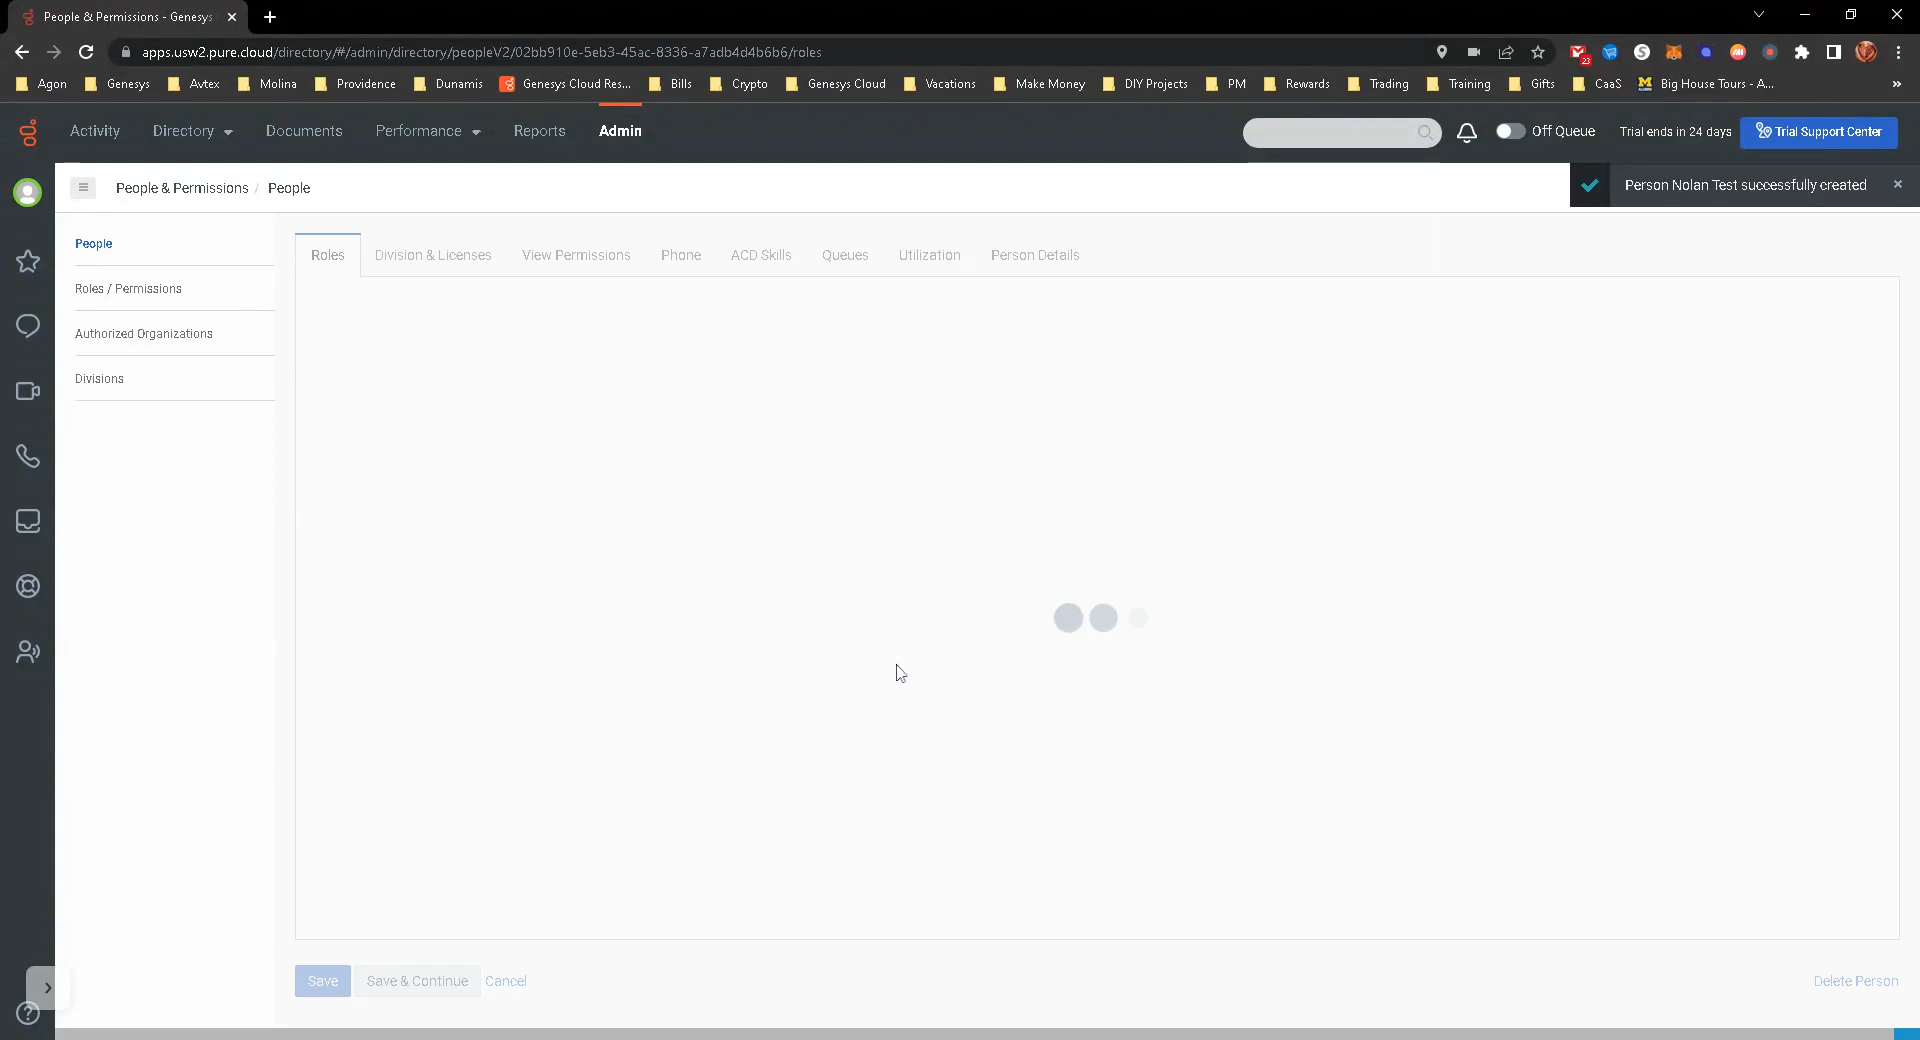 People & Permissions - Genesys
apps.usw2.pure.cloud/directory/#/admin/directory/peopleV2/02bb910e-5eb3-45ac-8336-a7adb4d4b6b6/roles
23
Agon Genesys Avtex Molina Providence Dunamis Genesys Cloud Res... Bills Crypto Genesys Cloud Vacations Make Money DIY Projects PM Rewards Trading Training Gifts CaaS Big House Tours - A... »
Activity Directory Documents Performance Reports Admin Off Queue Trial ends in 24 days Trial Support Center
People & Permissions / People
Person Nolan Test successfully created
People
Roles / Permissions
Authorized Organizations
Divisions
Roles Division & Licenses View Permissions Phone ACD Skills Queues Utilization Person Details
Save Save & Continue Cancel Delete Person